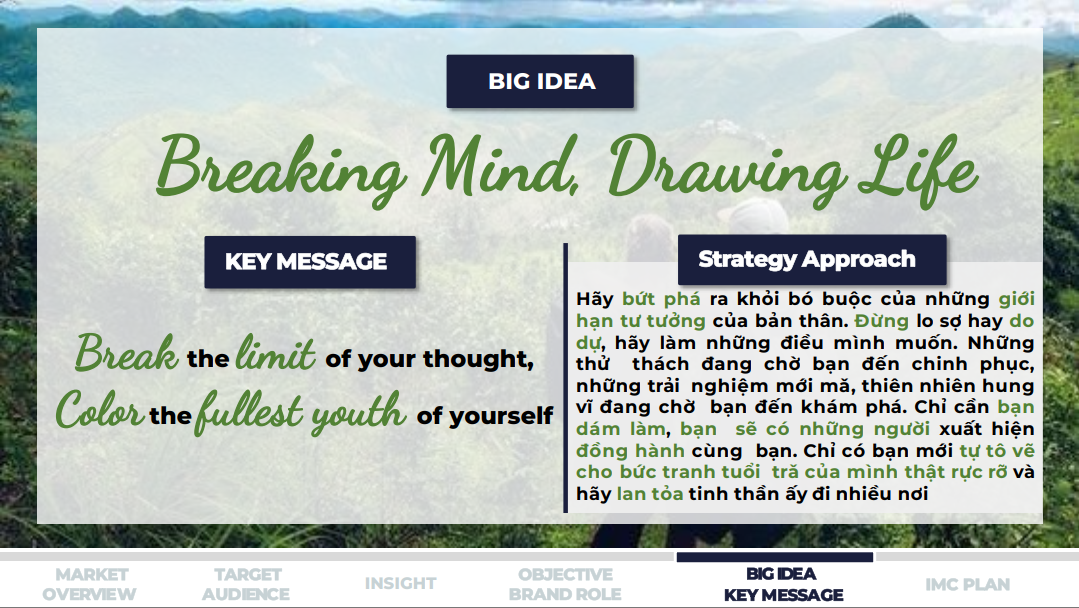 BIG IDEA
Breaking Mind, Drawing Life
KEY MESSAGE
Break the limit of your thought,
Color the fullest youth of yourself
Strategy Approach
Hãy bứt phá ra khỏi bó buộc của những giới
hạn tư tưởng của bản thân. Đừng lo sợ hay do
dự, hãy làm những điều mình muốn. Những
thử thách đang chờ bạn đến chinh phục,
những trải nghiệm mới mẻ, thiên nhiên hung
vĩ đang chờ bạn đến khám phá. Chỉ cần bạn
dám làm, bạn sẽ có những người xuất hiện
đồng hành cùng bạn. Chỉ có bạn mới tự tô vẽ
cho bức tranh tuổi trẻ của mình thật rực rỡ và
hãy lan tỏa tinh thần ấy đi nhiều nơi
MARKET
OVERVIEW
TARGET
AUDIENCE
INSIGHT
OBJECTIVE
BRAND ROLE
BIG IDEA
KEY MESSAGE
IMC PLAN